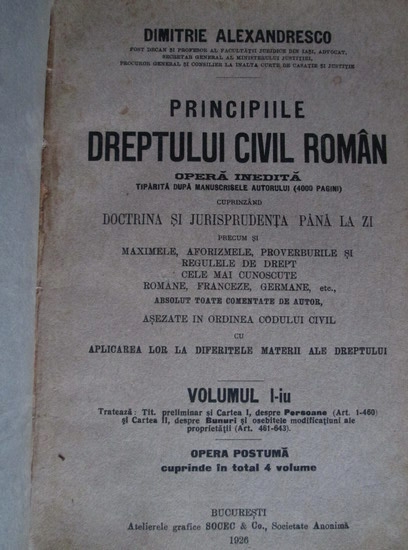 DIMITRIE ALEXANDRESCO
FOST DECAN ȘI PROFESOR AL FACULTĂȚII JURIDICE DIN IAȘI, ADVOCAT,
SECRETAR GENERAL AL MINISTERULUI JUSTIȚIEI,
PROCUROR GENERAL ȘI CONSILIER LA INALTA CURTE DE CASAȚIE ȘI JUSTIȚIE
PRINCIPIILE
DREPTULUI CIVIL ROMÂN
OPERĂ INEDITĂ
TIPĂRITĂ DUPĂ MANUSCRISELE AUTORULUI (4000 PAGINI)
CUPRINZÂND
DOCTRINA ȘI JURISPRUDENȚA PÂNĂ LA ZI
PRECUM ȘI
MAXIMELE, AFORIZMELE, PROVERBURILE ȘI
REGULELE DE DREPT
CELE MAI CUNOSCUTE
ROMÂNE, FRANCEZE, GERMANE, etc.,
ABSOLUT TOATE COMENTATE DE AUTOR,
AȘEZATE IN ORDINEA CODULUI CIVIL
CU
APLICAREA LOR LA DIFERITELE MATERII ALE DREPTULUI
VOLUMUL I-iu
Tratează: Tit. preliminar si Cartea I, despre Persoane (Art. 1-460)
și Cartea II, despre Bunuri și osebitele modificațiuni ale
proprietății (Art. 461-643).
OPERA POSTUMĂ
cuprinde în total 4 volume
BUCUREȘTI
Atelierele grafice SOCEC & Co., Societate Anonimă
1926